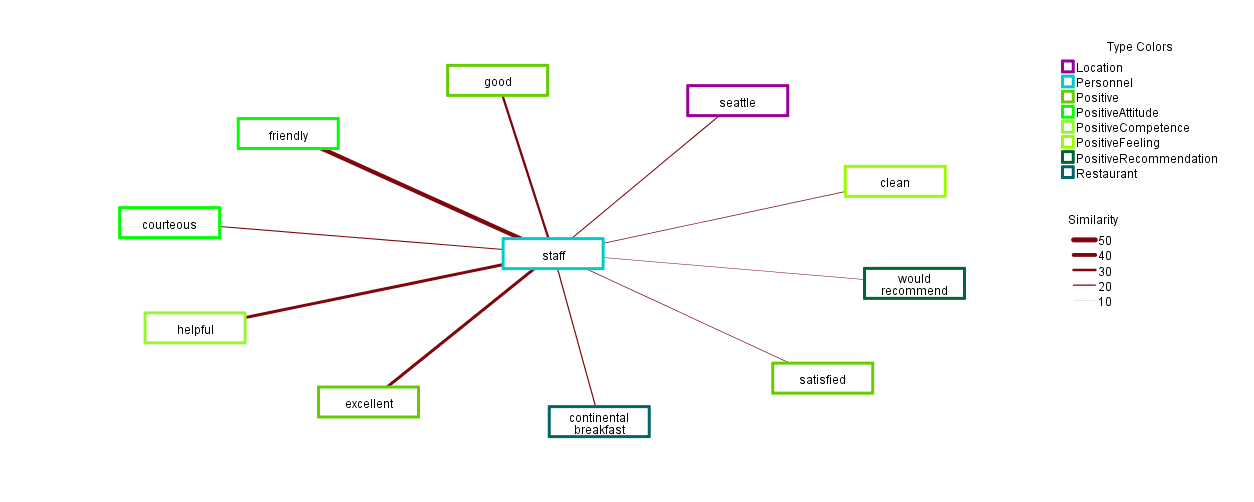 good
seattle
friendly
clean
courteous
staff
would
recommend
helpful
satisfied
excellent
continental
breakfast
Type Colors
Location
Personnel
Positive
PositiveAttitude
PositiveCompetence
PositiveFeeling
PositiveRecommendation
Restaurant
Similarity
50
40
30
20
10